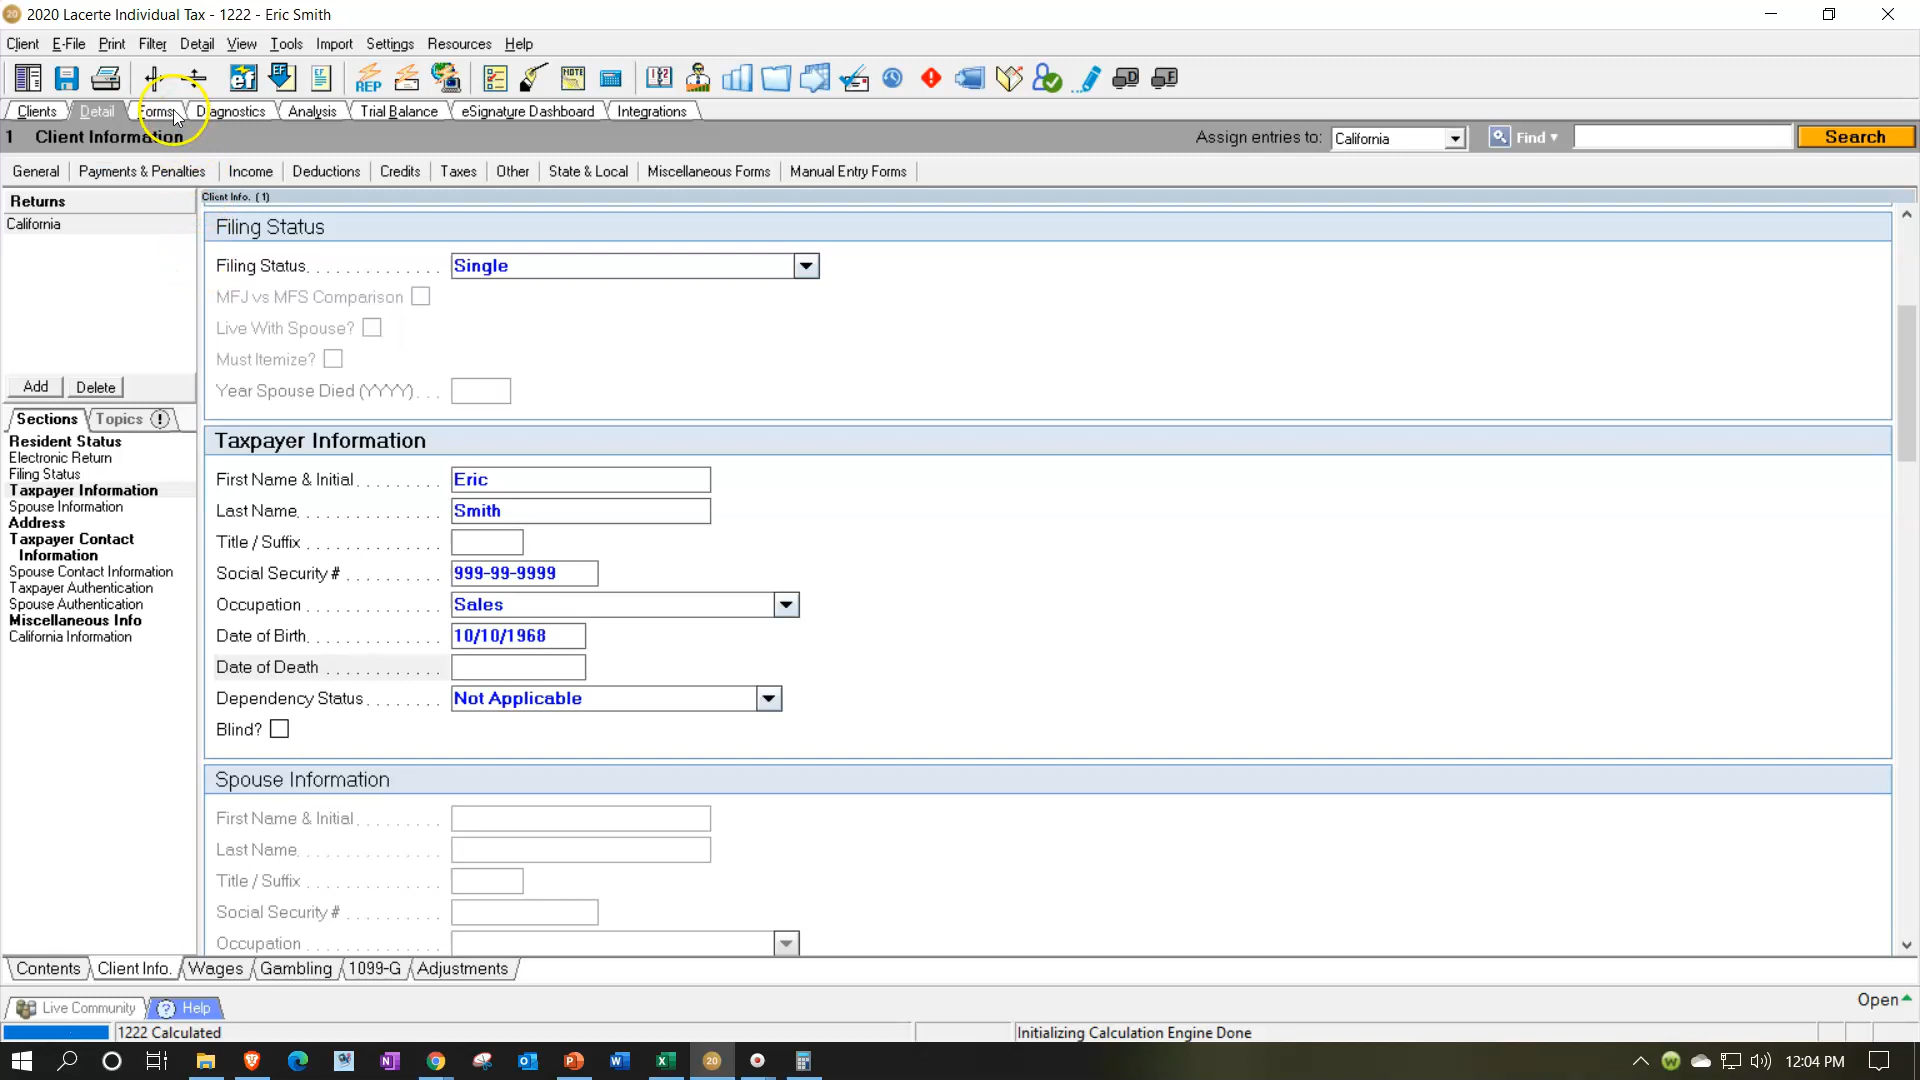 20 2020 Lacerte Individual Tax - 1222 - Eric Smith
Client E-File Print Filter Detail View Tools Import Settings Resources Help
ef EF EF REP NOTE D F
Clients Detail Forms Diagnostics Analysis Trial Balance eSignature Dashboard Integrations
1 Client Information Assign entries to: California Find Search
General Payments & Penalties Income Deductions Credits Taxes Other State & Local Miscellaneous Forms Manual Entry Forms
Returns
California
Add Delete
Sections Topics
Resident Status
Electronic Return
Filing Status
Taxpayer Information
Spouse Information
Address
Taxpayer Contact
Information
Spouse Contact Information
Taxpayer Authentication
Spouse Authentication
Miscellaneous Info
California Information
Client Info. (1)
Filing Status
Filing Status Single
MFJ vs MFS Comparison
Live With Spouse?
Must Itemize?
Year Spouse Died (YYYY)
Taxpayer Information
First Name & Initial Eric
Last Name Smith
Title / Suffix
Social Security # 999-99-9999
Occupation Sales
Date of Birth 10/10/1968
Date of Death
Dependency Status Not Applicable
Blind?
Spouse Information
First Name & Initial
Last Name
Title / Suffix
Social Security #
Occupation
Contents Client Info. Wages Gambling 1099-G Adjustments
Live Community Help Open
1222 Calculated Initializing Calculation Engine Done
12:04 PM